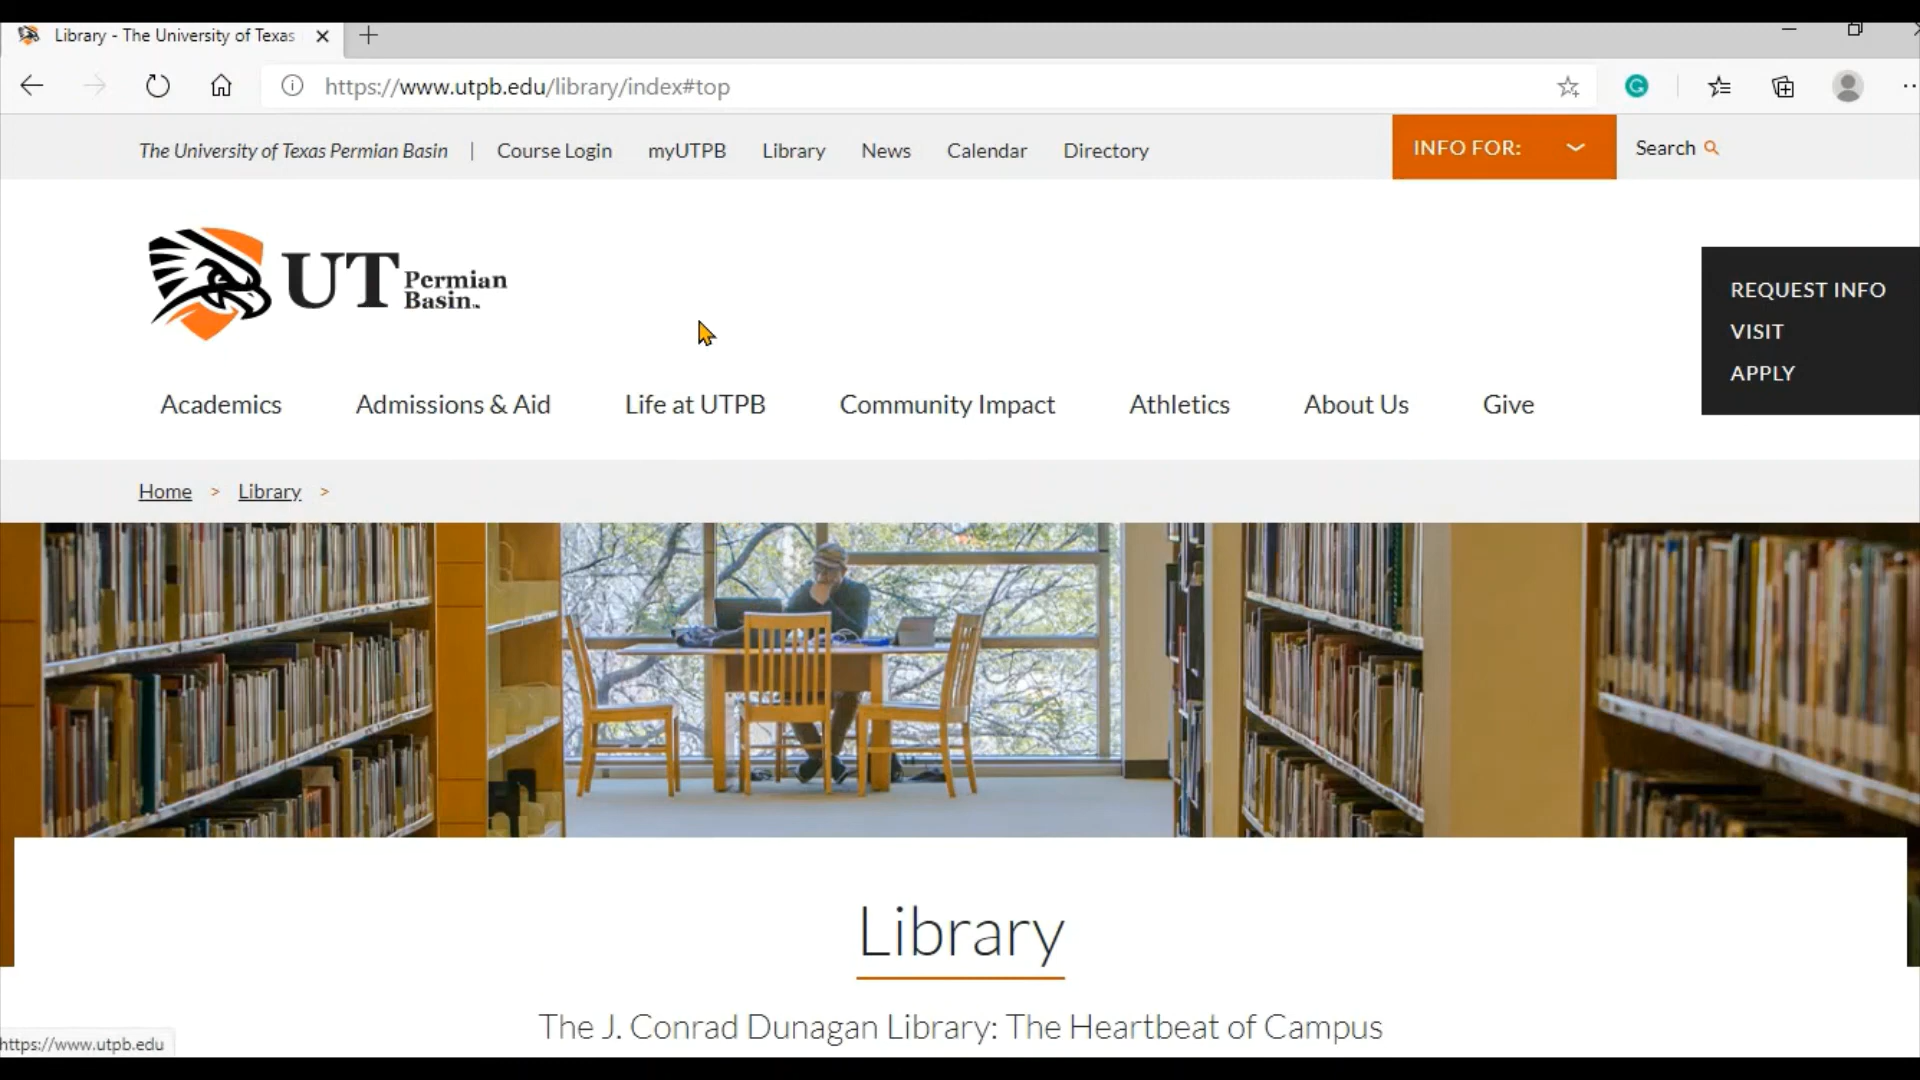 Library - The University of Texas
https://www.utpb.edu/library/index#top
The University of Texas Permian Basin | Course Login myUTPB Library News Calendar Directory INFO FOR: Search
UT Permian Basin
REQUEST INFO
VISIT
APPLY
Academics Admissions & Aid Life at UTPB Community Impact Athletics About Us Give
Home > Library >
Library
The J. Conrad Dunagan Library: The Heartbeat of Campus
https://www.utpb.edu